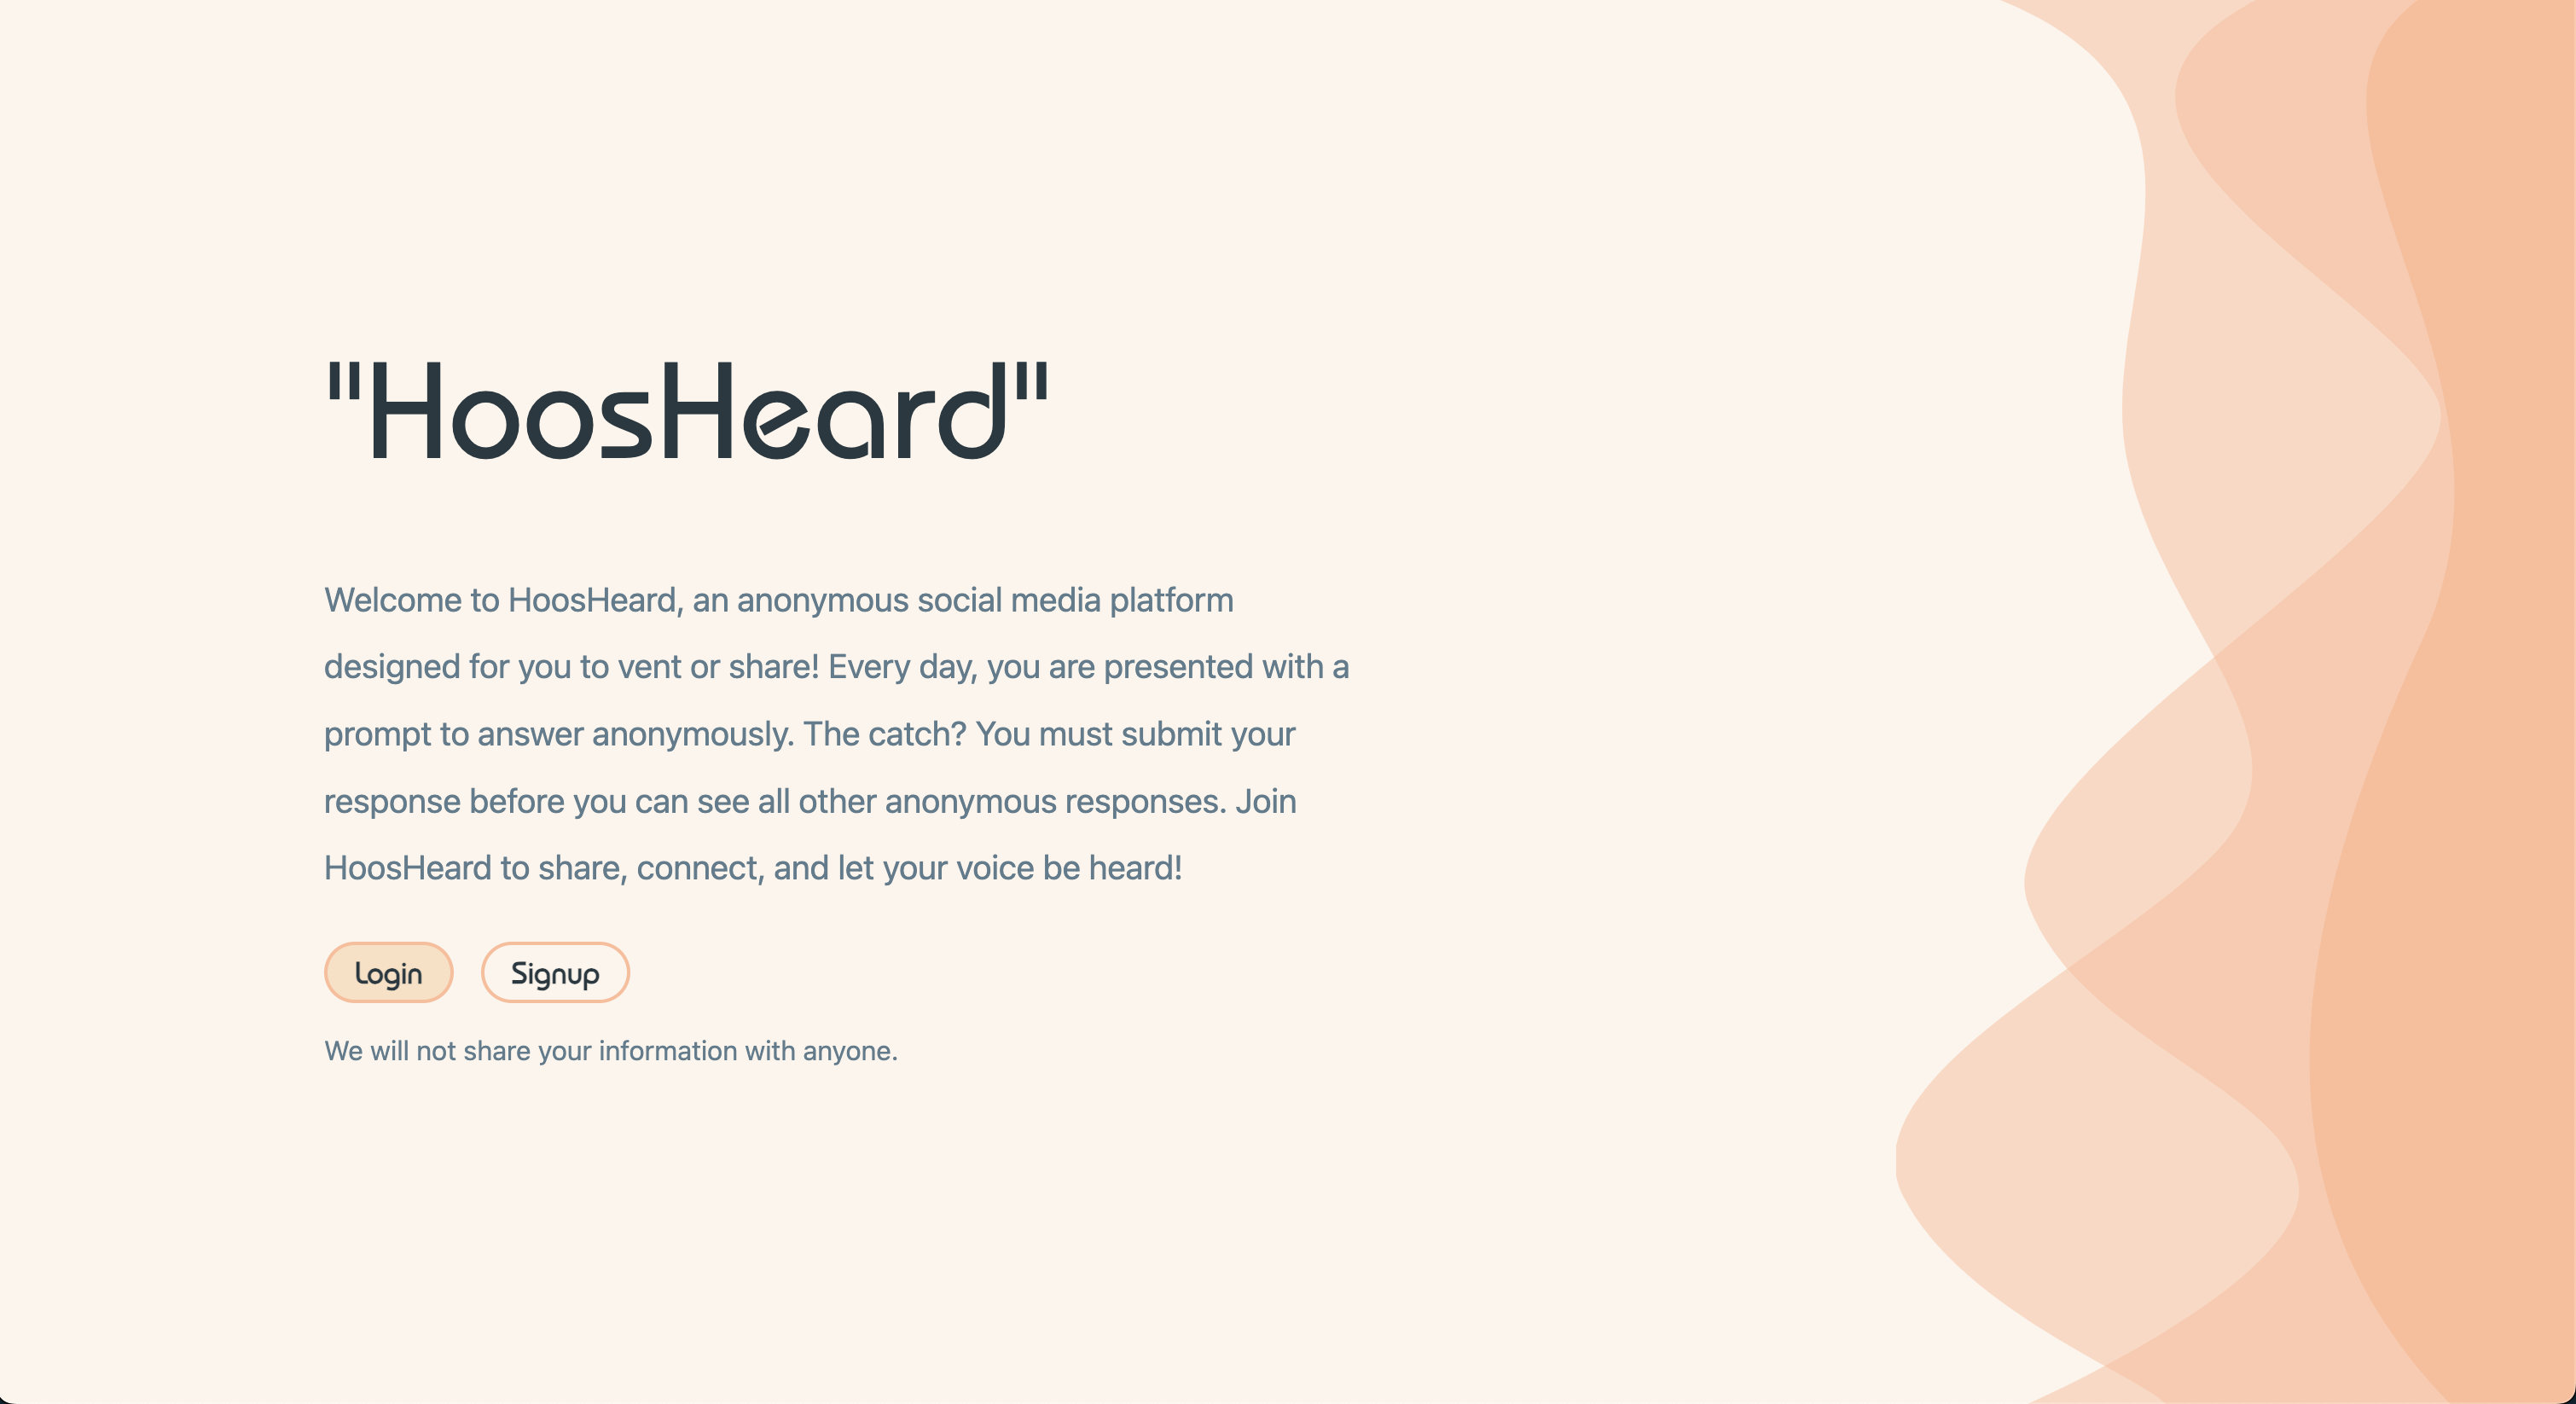 "HoosHeard"
Welcome to HoosHeard, an anonymous social media platform
designed for you to vent or share! Every day, you are presented with a
prompt to answer anonymously. The catch? You must submit your
response before you can see all other anonymous responses. Join
HoosHeard to share, connect, and let your voice be heard!
Login Signup
We will not share your information with anyone.